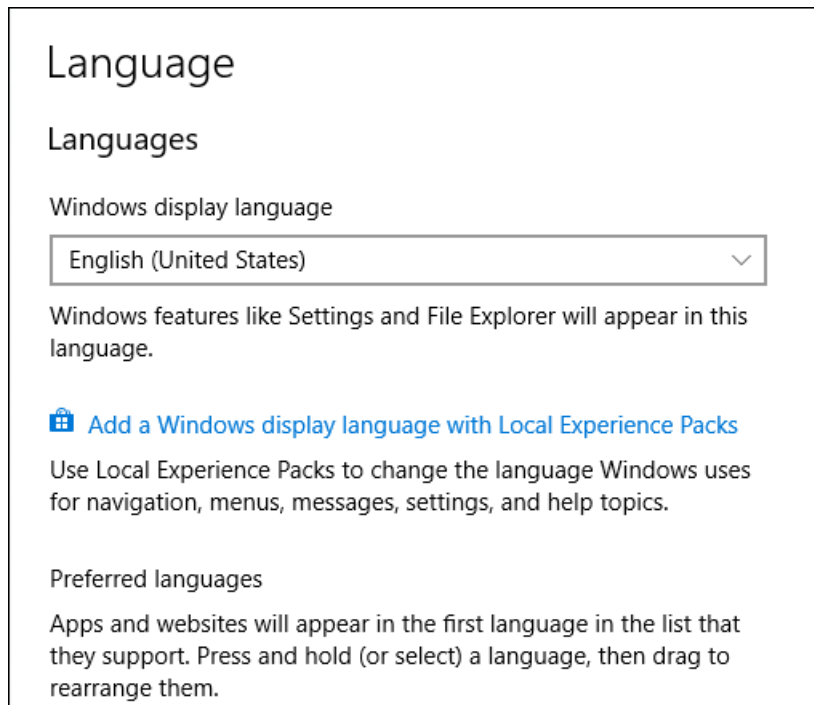 Language
Languages
Windows display language
English (United States)
Windows features like Settings and File Explorer will appear in this
language.
Add a Windows display language with Local Experience Packs
Use Local Experience Packs to change the language Windows uses
for navigation, menus, messages, settings, and help topics.
Preferred languages
Apps and websites will appear in the first language in the list that
they support. Press and hold (or select) a language, then drag to
rearrange them.